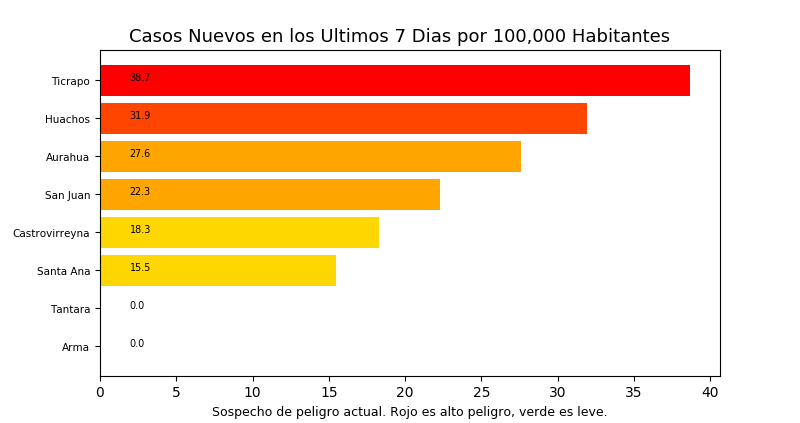 Casos Nuevos en los Ultimos 7 Dias por 100,000 Habitantes
Ticrapo 38.7
Huachos 31.9
Aurahua 27.6
San Juan 22.3
Castrovirreyna 18.3
Santa Ana 15.5
Tantara 0.0
Arma 0.0
0 5 10 15 20 25 30 35 40
Sospecho de peligro actual. Rojo es alto peligro, verde es leve.